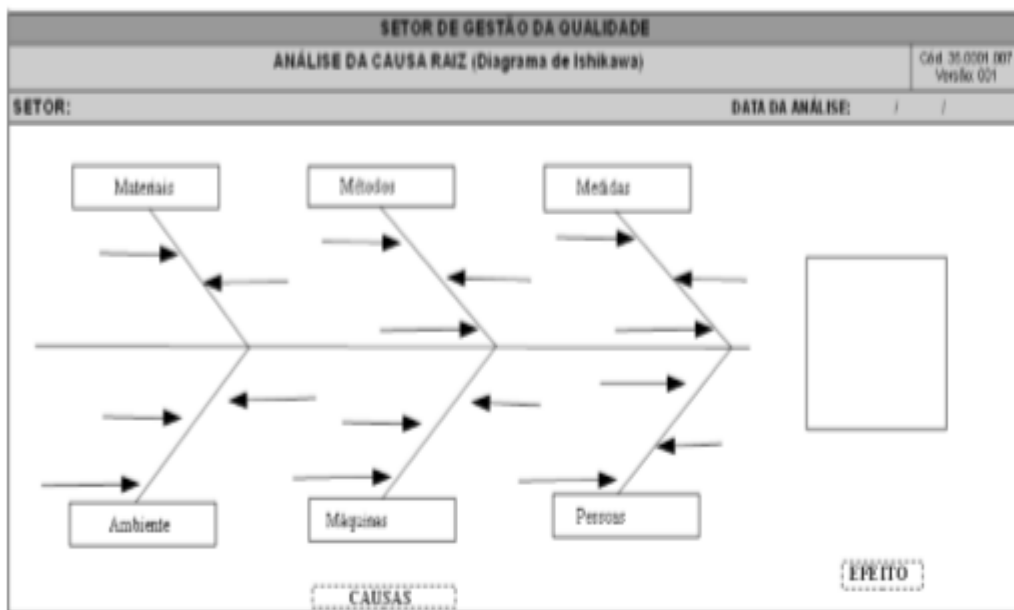 SETOR DE GESTÃO DA QUALIDADE
ANÁLISE DA CAUSA RAIZ (Diagrama de Ishikawa)
Cód. 36.0001.007
Versão: 001
SETOR:
DATA DA ANÁLISE: / /
Materiais
Métodos
Medidas
Ambiente
Máquinas
Pessoas
EFEITO
CAUSAS